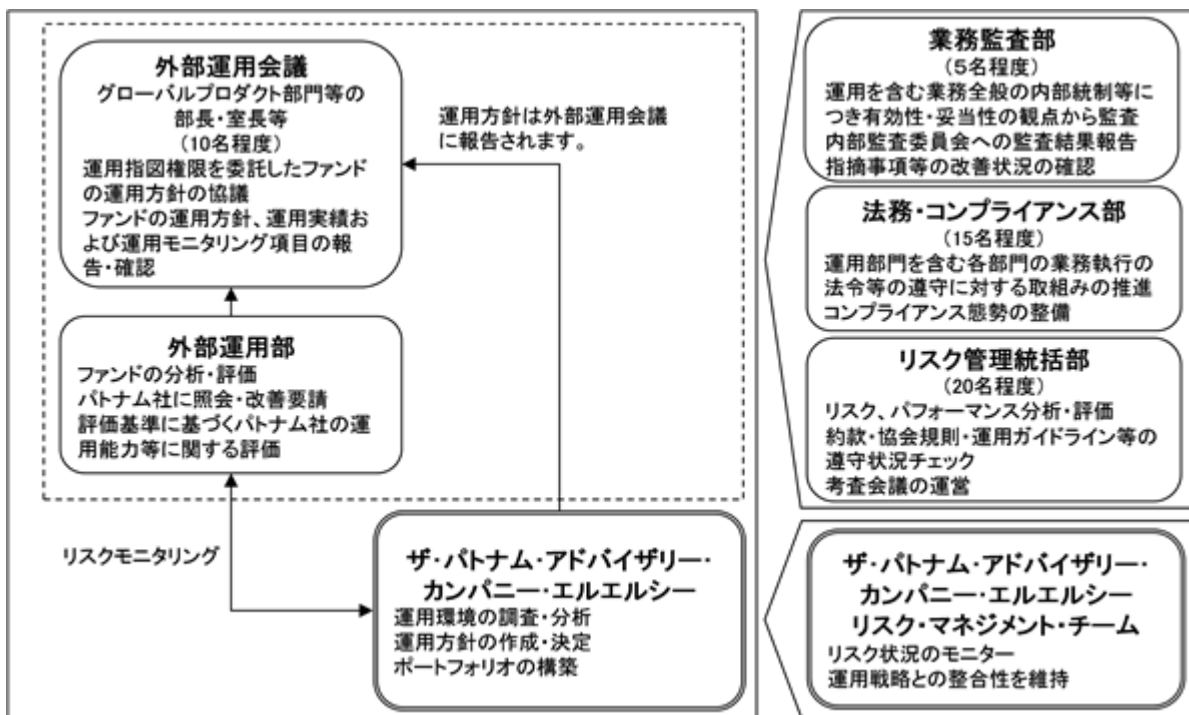 外部運用会議
グローバルプロダクト部門等の
部長・室長等
(10名程度)
運用指図権限を委託したファンド
の運用方針の協議
ファンドの運用方針、運用実績お
よび運用モニタリング項目の報
告・確認
運用方針は外部運用会議
に報告されます。
外部運用部
ファンドの分析・評価
パトナム社に照会・改善要請
評価基準に基づくパトナム社の運
用能力等に関する評価
リスクモニタリング
ザ・パトナム・アドバイザリー・
カンパニー・エルエルシー
運用環境の調査・分析
運用方針の作成・決定
ポートフォリオの構築
業務監査部
(5名程度)
運用を含む業務全般の内部統制等に
つき有効性・妥当性の観点から監査
内部監査委員会への監査結果報告
指摘事項等の改善状況の確認
法務・コンプライアンス部
(15名程度)
運用部門を含む各部門の業務執行の
法令等の遵守に対する取組みの推進
コンプライアンス態勢の整備
リスク管理統括部
(20名程度)
リスク、パフォーマンス分析・評価
約款・協会規則・運用ガイドライン等の
遵守状況チェック
考査会議の運営
ザ・パトナム・アドバイザリー・
カンパニー・エルエルシー
リスク・マネジメント・チーム
リスク状況のモニター
運用戦略との整合性を維持